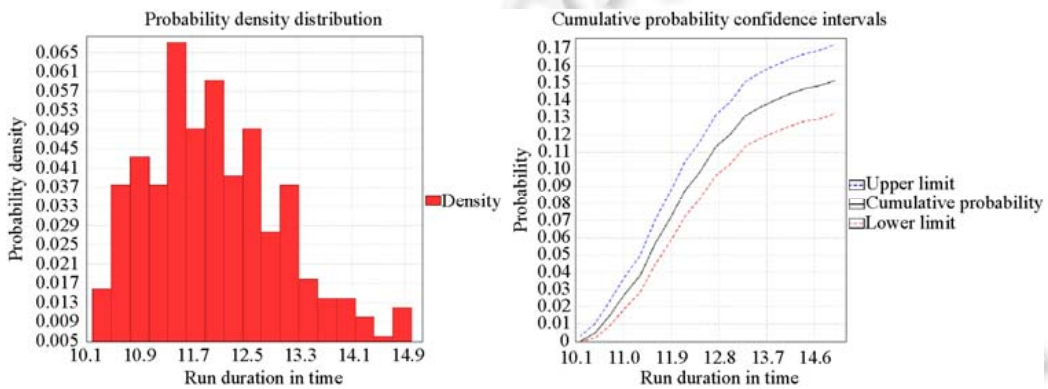 Probability density distribution
Probability density
0.065
0.061
0.057
0.053
0.049
0.045
0.041
0.037
0.033
0.029
0.025
0.021
0.017
0.013
0.009
0.005
10.1 10.9 11.7 12.5 13.3 14.1 14.9
Run duration in time
Density
Cumulative probability confidence intervals
Probability
0.17
0.16
0.15
0.14
0.13
0.12
0.11
0.10
0.09
0.08
0.07
0.06
0.05
0.04
0.03
0.02
0.01
0
10.1 11.0 11.9 12.8 13.7 14.6
Run duration in time
Upper limit
Cumulative probability
Lower limit